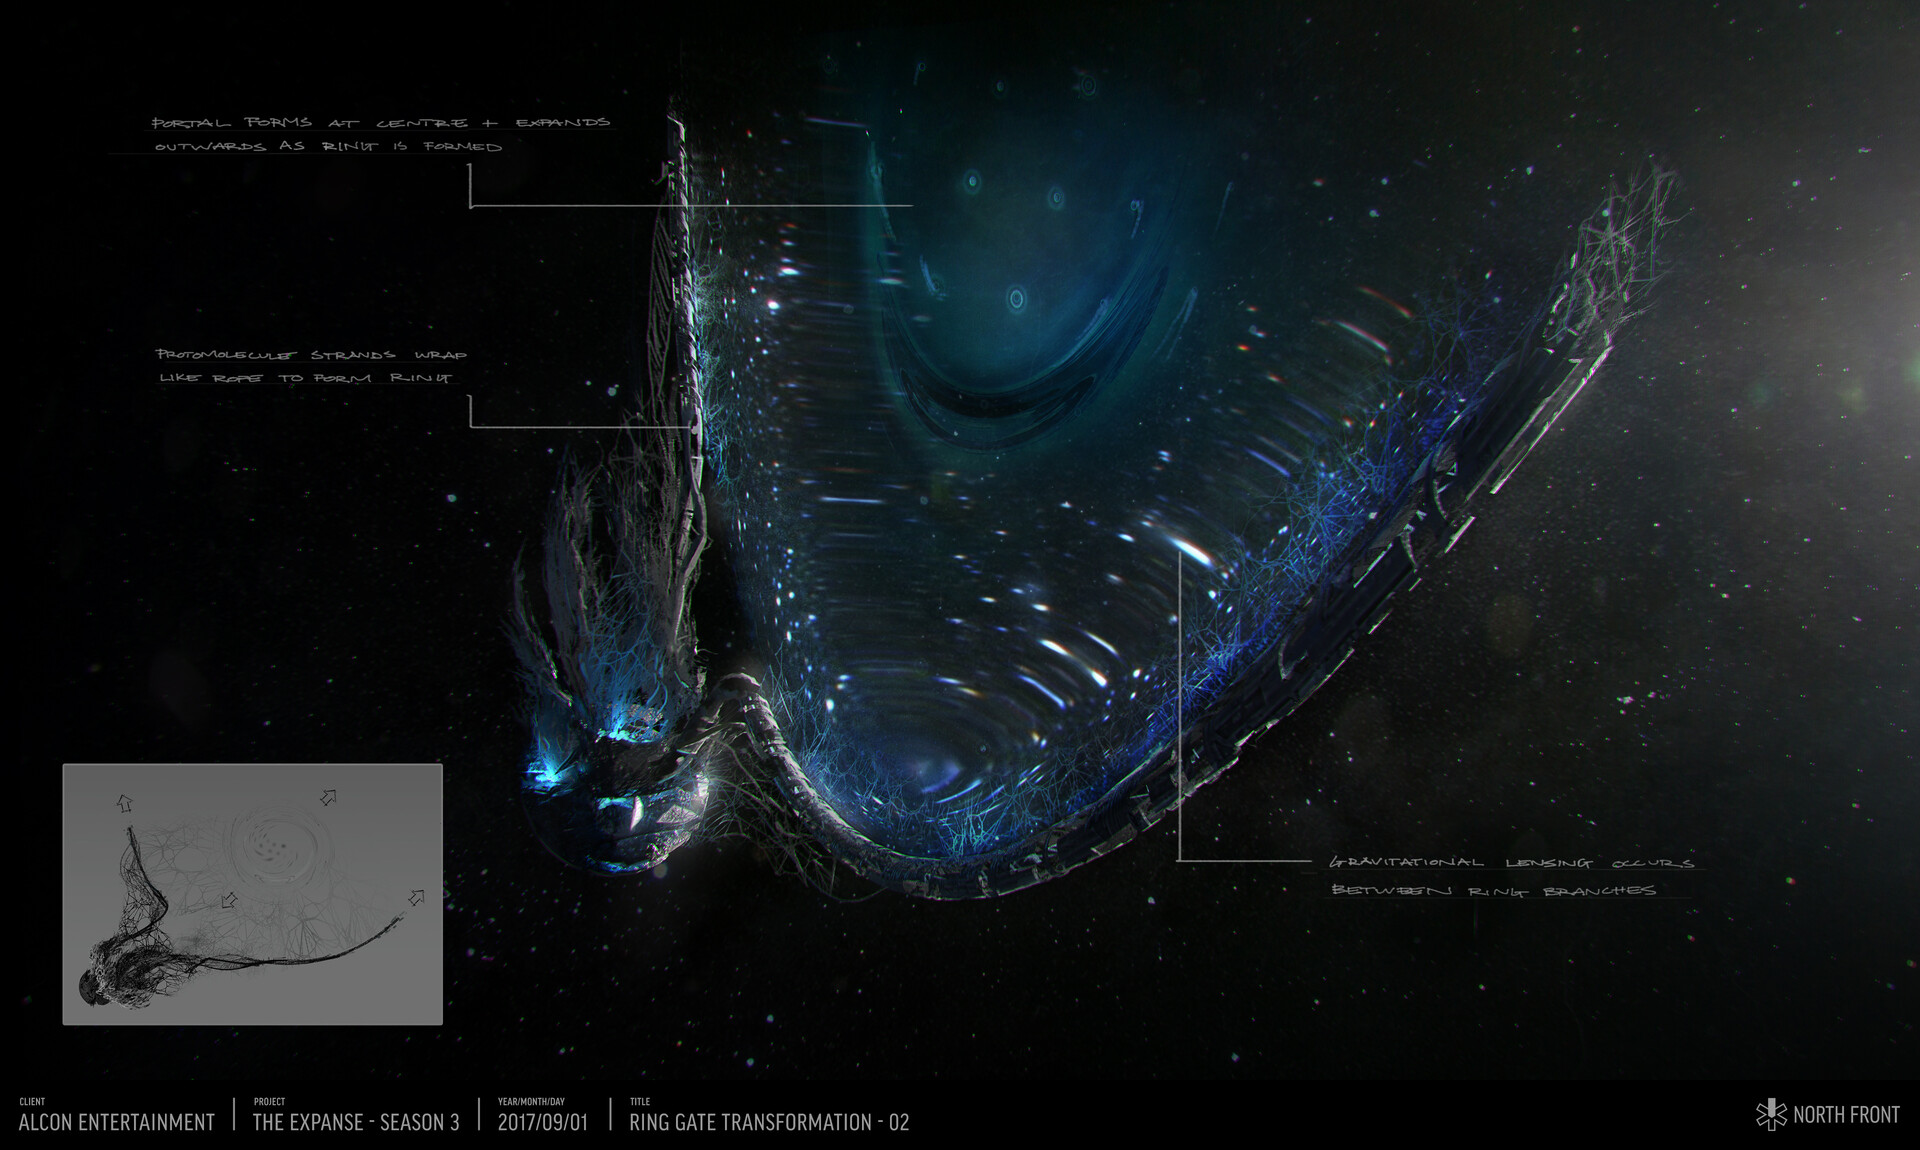 PORTAL FORMS AT CENTRE + EXPANDS
OUTWARDS AS RING IS FORMED
PROTOMOLECULE STRANDS WRAP
LIKE ROPE TO FORM RING
GRAVITATIONAL LENSING OCCURS
BETWEEN RING BRANCHES
CLIENT
ALCON ENTERTAINMENT
PROJECT
THE EXPANSE - SEASON 3
YEAR/MONTH/DAY
2017/09/01
TITLE
RING GATE TRANSFORMATION - 02
NORTH FRONT